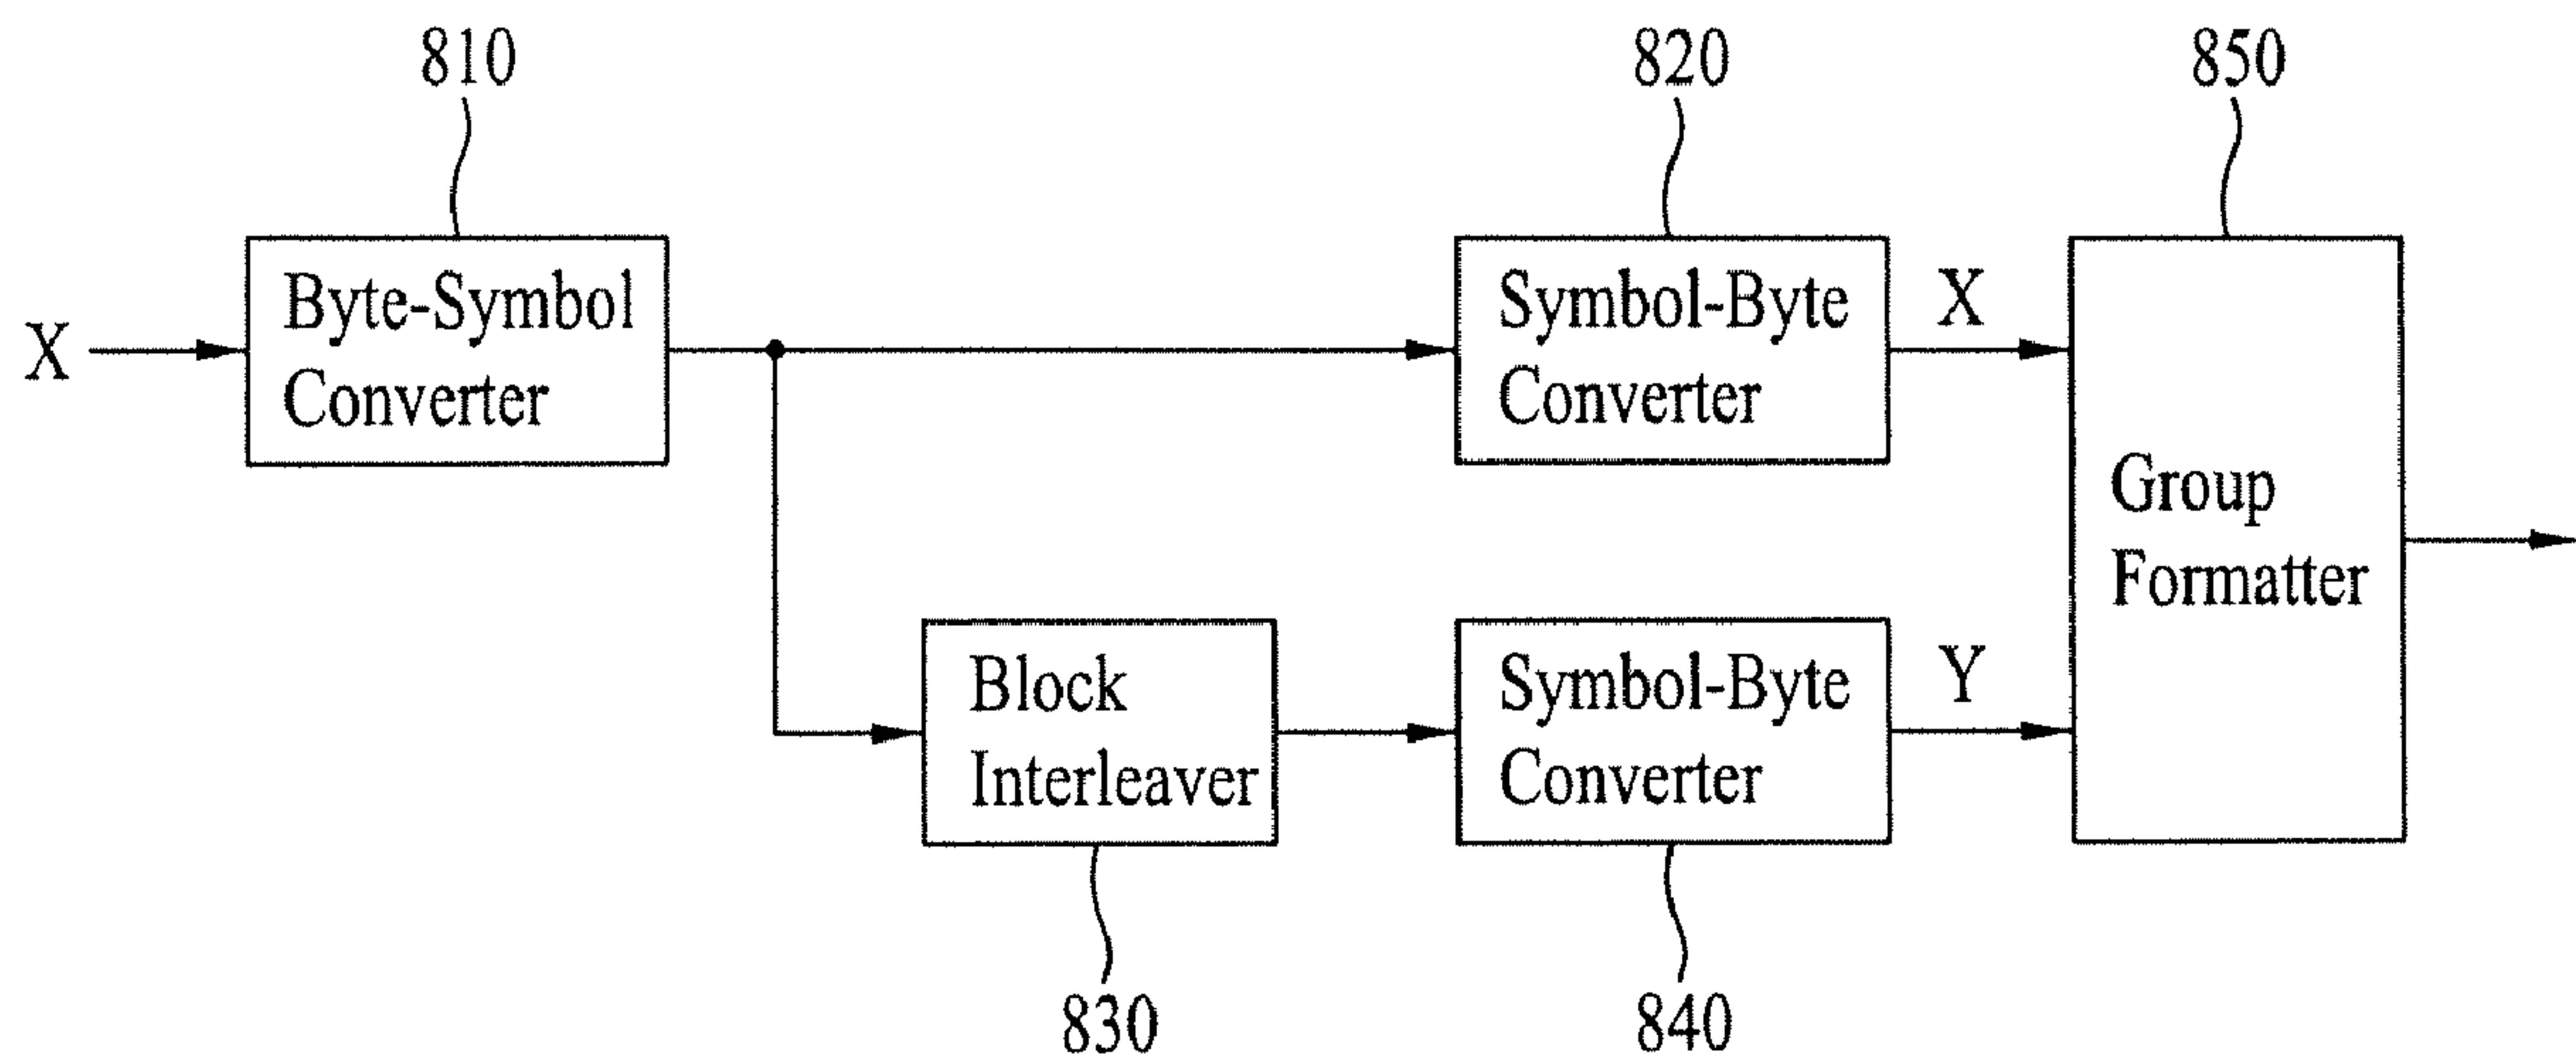 810
820
850
X
Byte-Symbol
Converter
Symbol-Byte
Converter
X
Group
Formatter
Block
Interleaver
Symbol-Byte
Converter
Y
830
840